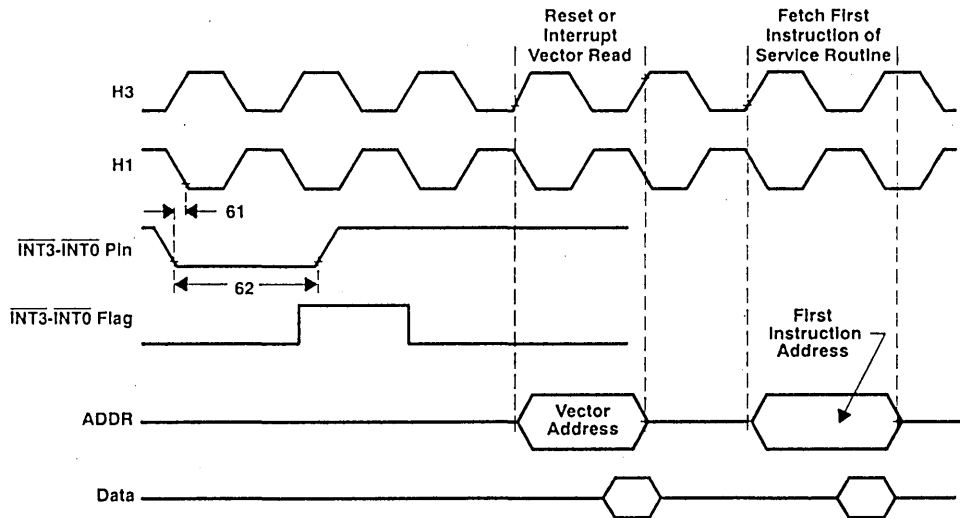 Reset or
Interrupt
Vector Read
Fetch First
Instruction of
Service Routine
H3
H1
61
INT3-INT0 Pin
62
INT3-INT0 Flag
First
Instruction
Address
ADDR
Vector
Address
Data